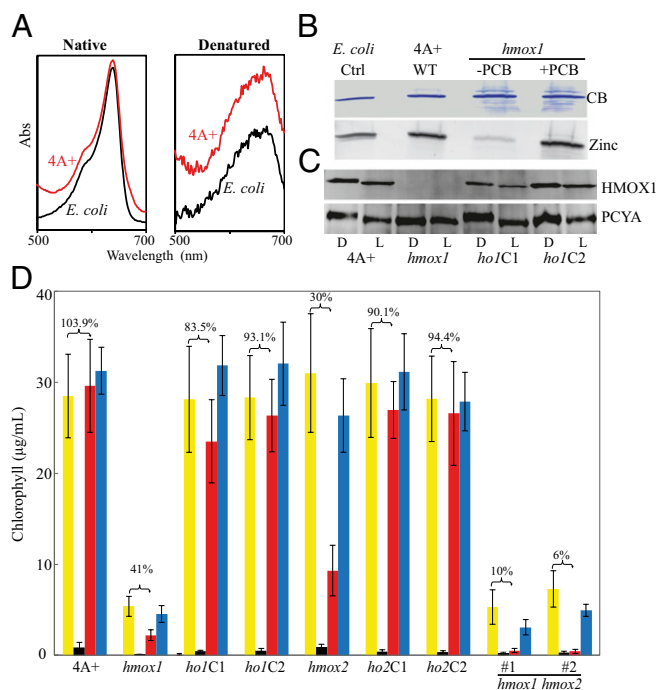 A
Native
Denatured
Abs
4A+
E. coli
4A+
E. coli
500
700
500
700
Wavelength (nm)
B
E. coli
4A+
hmox1
Ctrl
WT
-PCB
+PCB
CB
Zinc
C
HMOX1
PCYA
D L D L D L D L
4A+ hmox1 ho1C1 ho1C2
D
Chlorophyll (µg/mL)
40
30
20
10
0
103.9%
41%
83.5%
93.1%
30%
90.1%
94.4%
10%
6%
4A+ hmox1 ho1C1 ho1C2 hmox2 ho2C1 ho2C2 #1 #2
hmox1 hmox2